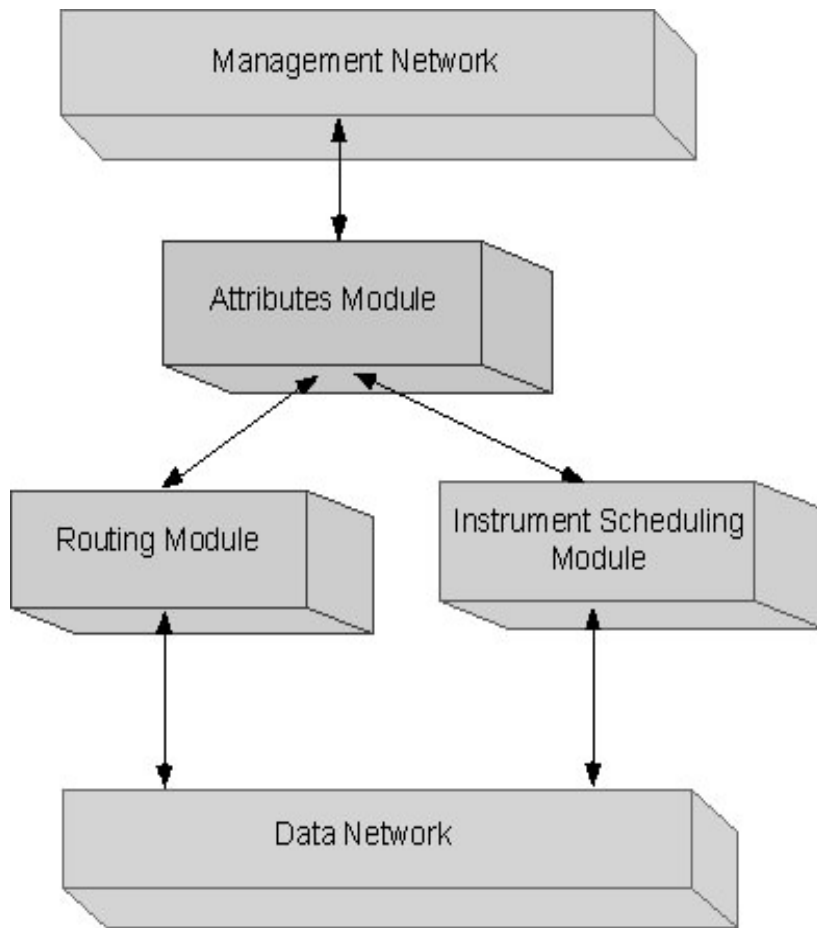 Management Network
Attributes Module
Routing Module
Instrument Scheduling
Module
Data Network